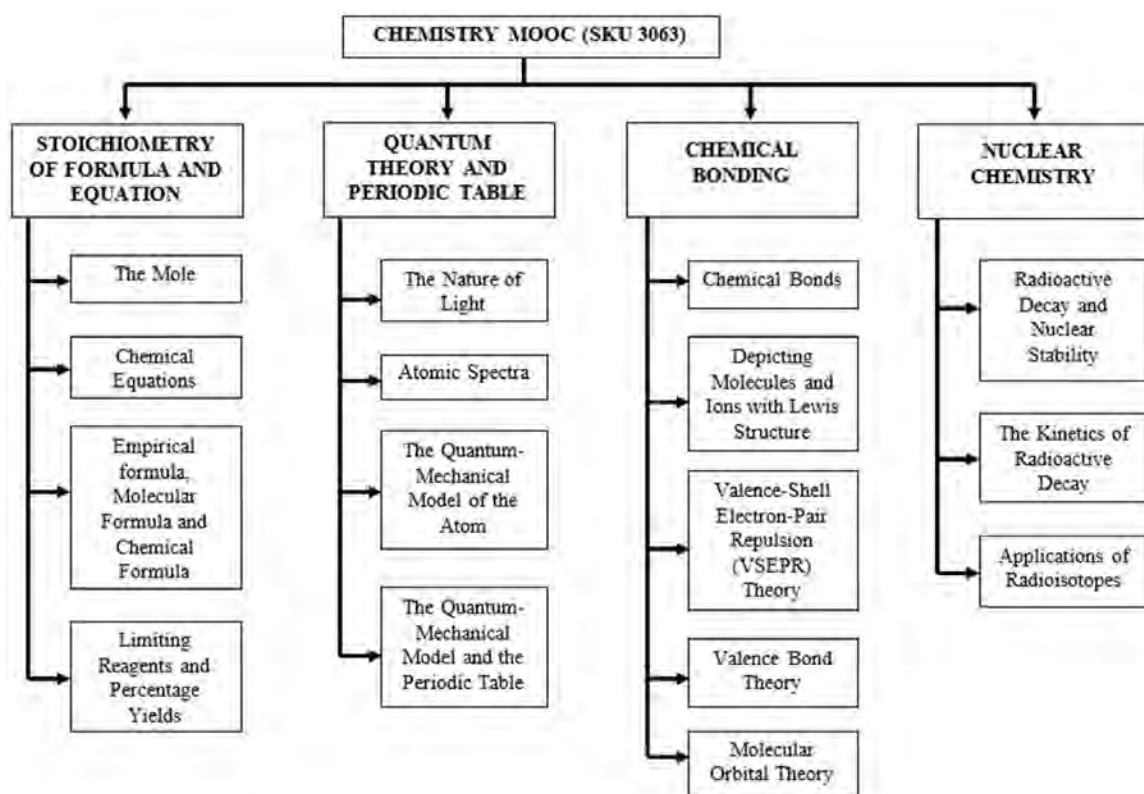 CHEMISTRY MOOC (SKU 3063)
STOICHIOMETRY
OF FORMULA AND
EQUATION
The Mole
Chemical
Equations
Empirical
formula,
Molecular
Formula and
Chemical
Formula
Limiting
Reagents and
Percentage
Yields
QUANTUM
THEORY AND
PERIODIC TABLE
The Nature of
Light
Atomic Spectra
The Quantum-
Mechanical
Model of the
Atom
The Quantum-
Mechanical
Model and the
Periodic Table
CHEMICAL
BONDING
Chemical Bonds
Depicting
Molecules and
Ions with Lewis
Structure
Valence-Shell
Electron-Pair
Repulsion
(VSEPR)
Theory
Valence Bond
Theory
Molecular
Orbital Theory
NUCLEAR
CHEMISTRY
Radioactive
Decay and
Nuclear
Stability
The Kinetics of
Radioactive
Decay
Applications of
Radioisotopes